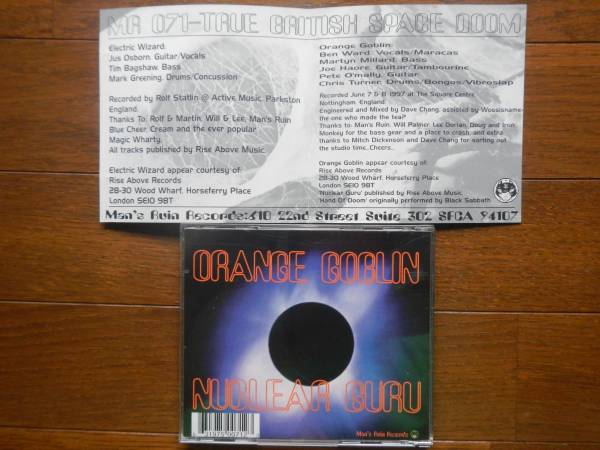 MR 071-TRUE BRITISH SPACE DOOM
Electric Wizard:
Jus Osborn, Guitar/Vocals
Tim Bagshaw, Bass
Mark Greening, Drums/Concussion
Recorded by Rolf Startin @ Active Music, Parkston
England.
Thanks To: Rolf & Martin, Will & Lee, Man's Ruin
Blue Cheer, Cream and the ever popular
Magic Wharty.
All tracks published by Rise Above Music.
Electric Wizard appear courtesy of:
Rise Above Records
28-30 Wood Wharf, Horseferry Place
London SE10 9BT
Orange Goblin:
Ben Ward, Vocals/Maracas
Martyn Millard, Bass
Joe Haore, Guitar/Tambourine
Pete O'mally, Guitar
Chris Turner, Drums/Bongos/Vibroslap
Recorded June 7 & 8 1997 at The Square Centre,
Nottingham, England.
Engineered and Mixed by Dave Chang, assisted by Wossisname-
the one who made the tea?
Thanks to: Man's Ruin, Will Palmer, Lee Dorian, Doug and Iron
Monkey for the bass gear and a place to crash, and extra
thanks to Mitch Dickinson and Dave Chang for sorting out
the studio time...Cheers..
Orange Goblin appear courtesy of:
Rise Above Records
28-30 Wood Wharf, Horseferry Place
London SE10 9BT
'Nuclear Guru' published by Rise Above Music.
'Hand Of Doom' originally performed by Black Sabbath
Man's Ruin Records:610 22nd Street Suite 302 SFCA 94107
ORANGE GOBLIN
NUCLEAR GURU
Man's Ruin Records